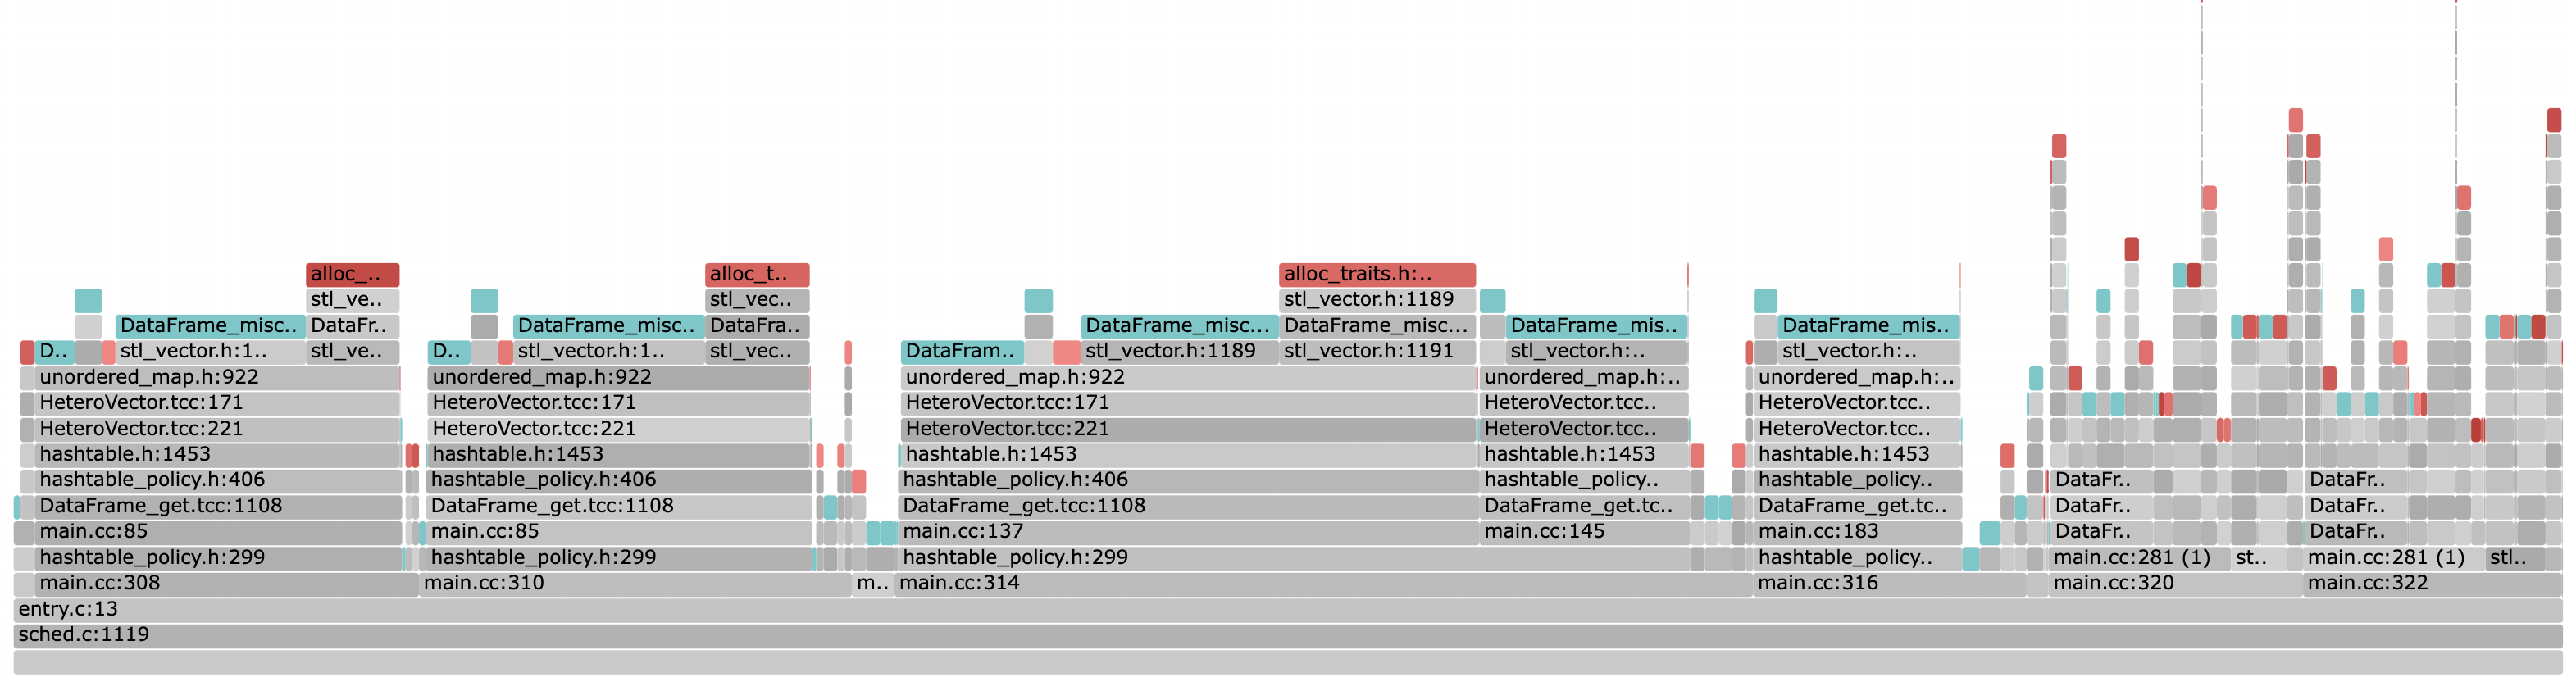 alloc_.. alloc_t.. alloc_traits.h:..
stl_ve.. stl_vec.. stl_vector.h:1189
DataFrame_misc.. DataFr.. DataFrame_misc.. DataFra.. DataFrame_misc... DataFrame_misc... DataFrame_mis.. DataFrame_mis..
D.. stl_vector.h:1.. stl_ve.. D.. stl_vector.h:1.. stl_vec.. DataFram.. stl_vector.h:1189 stl_vector.h:1191 stl_vector.h:.. stl_vector.h:..
unordered_map.h:922 unordered_map.h:922 unordered_map.h:922 unordered_map.h:.. unordered_map.h:..
HeteroVector.tcc:171 HeteroVector.tcc:171 HeteroVector.tcc:171 HeteroVector.tcc.. HeteroVector.tcc..
HeteroVector.tcc:221 HeteroVector.tcc:221 HeteroVector.tcc:221 HeteroVector.tcc.. HeteroVector.tcc..
hashtable.h:1453 hashtable.h:1453 hashtable.h:1453 hashtable.h:1453 hashtable.h:1453
hashtable_policy.h:406 hashtable_policy.h:406 hashtable_policy.h:406 hashtable_policy.. hashtable_policy.. DataFr.. DataFr..
DataFrame_get.tcc:1108 DataFrame_get.tcc:1108 DataFrame_get.tcc:1108 DataFrame_get.tc.. DataFrame_get.tc.. DataFr.. DataFr..
main.cc:85 main.cc:85 main.cc:137 main.cc:145 main.cc:183 DataFr.. DataFr..
hashtable_policy.h:299 hashtable_policy.h:299 hashtable_policy.h:299 hashtable_policy.. main.cc:281 (1) st.. main.cc:281 (1) stl..
main.cc:308 main.cc:310 m.. main.cc:314 main.cc:316 main.cc:320 main.cc:322
entry.c:13
sched.c:1119